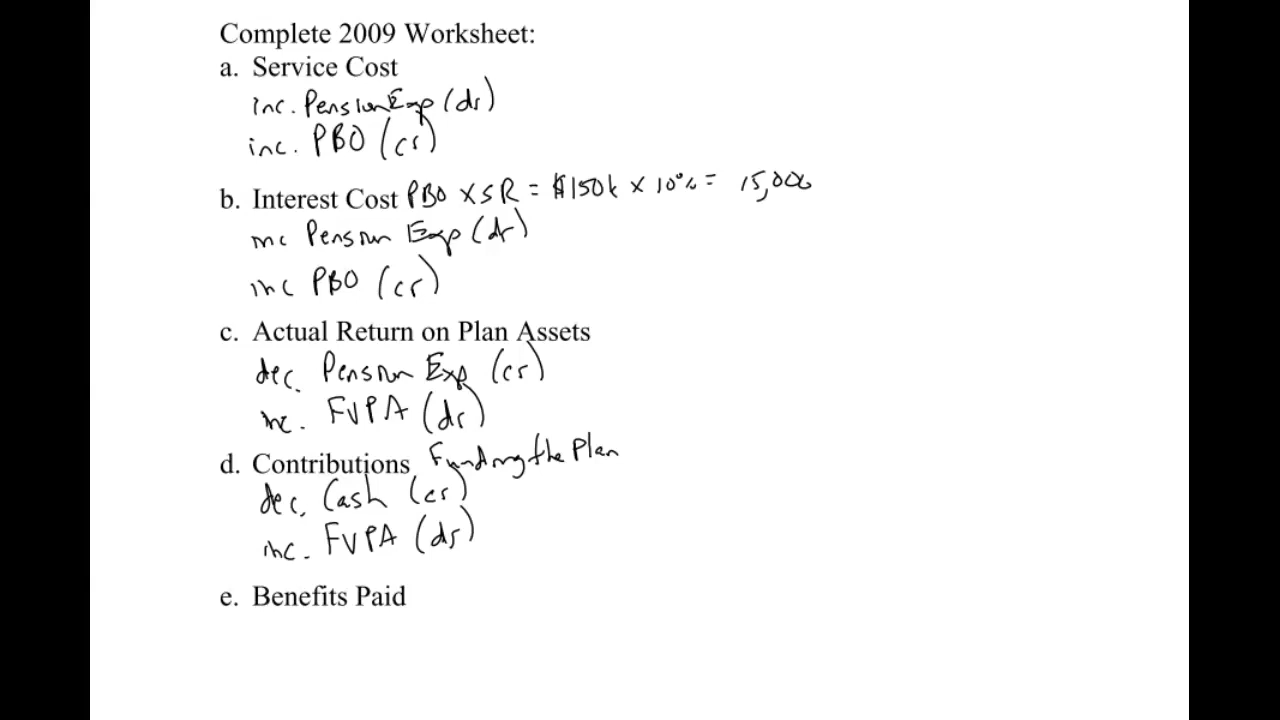 Complete 2009 Worksheet:
a. Service Cost
inc. Pension Exp (dr)
inc. PBO (cr)
b. Interest Cost PBO X SR = $150k x 10% = 15,000
inc Pension Exp (dr)
inc PBO (cr)
c. Actual Return on Plan Assets
dec. Pension Exp (cr)
inc. FVPA (dr)
d. Contributions Funding the Plan
dec. Cash (cr)
inc. FVPA (dr)
e. Benefits Paid